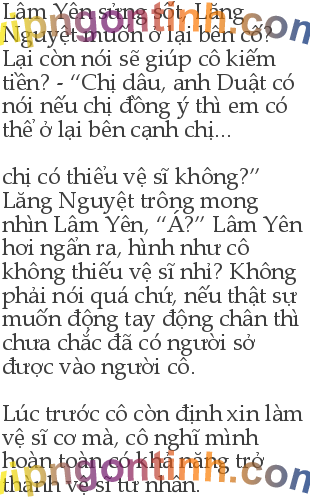 Lâm Yên sửng sốt, Lăng
Nguyệt muốn ở lại bên cô?
Lại còn nói sẽ giúp cô kiếm
tiền? - “Chị dâu, anh Duật có
nói nếu chị đồng ý thì em có
thể ở lại bên cạnh chị...
chị có thiểu vệ sĩ không?”
Lăng Nguyệt trông mong
nhìn Lâm Yên, “Á?” Lâm Yên
hơi ngẩn ra, hình như cô
không thiếu vệ sĩ nhỉ? Không
phải nói quá chứ, nếu thật sự
muốn động tay động chân thì
chưa chắc đã có người sở
được vào người cô.
Lúc trước cô còn định xin làm
vệ sĩ cơ mà, cô nghĩ mình
hoàn toàn có khả năng trở
thành vệ sĩ tư nhân.